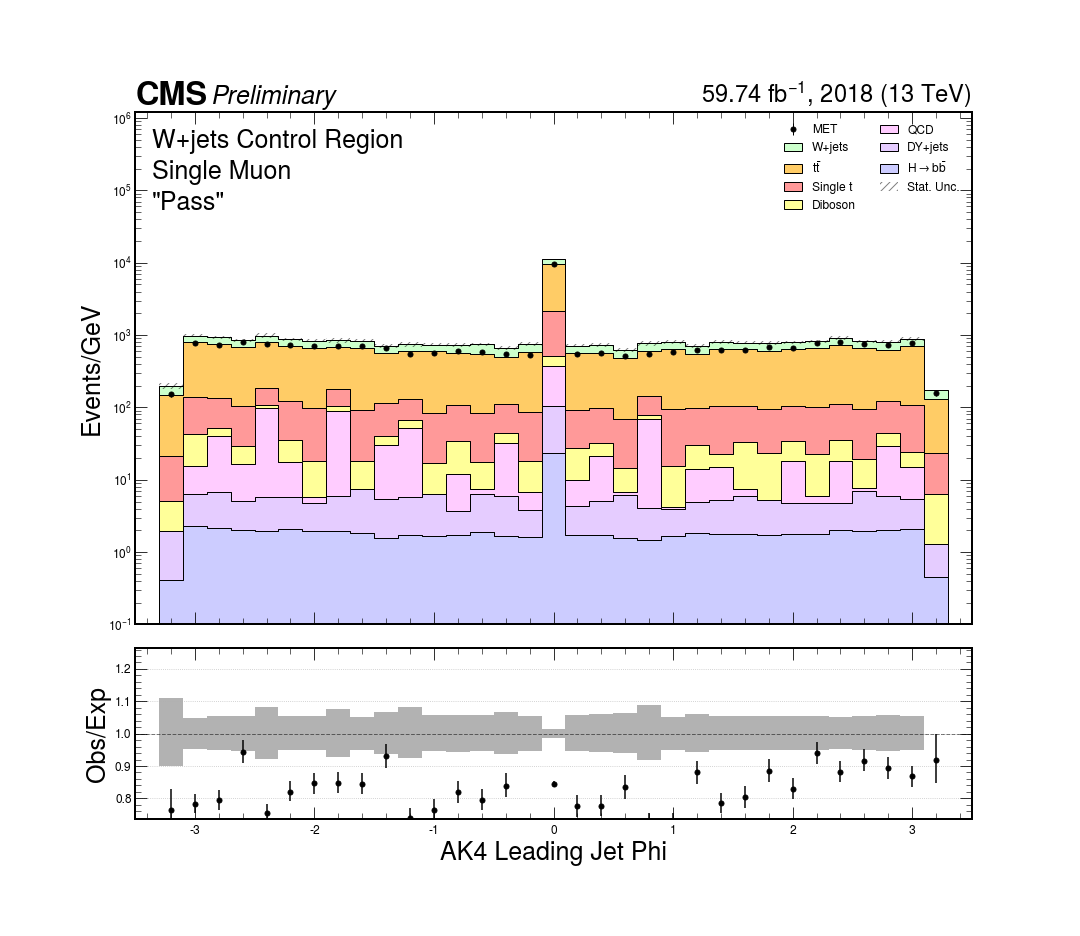 CMS Preliminary 59.74 fb⁻¹, 2018 (13 TeV)
W+jets Control Region
Single Muon
"Pass"
MET
W+jets
tt̄
Single t
Diboson
QCD
DY+jets
H→bb̄
Stat. Unc.
Events/GeV
10⁶
10⁵
10⁴
10³
10²
10¹
10⁰
10⁻¹
Obs/Exp
1.2
1.1
1.0
0.9
0.8
-3 -2 -1 0 1 2 3
AK4 Leading Jet Phi